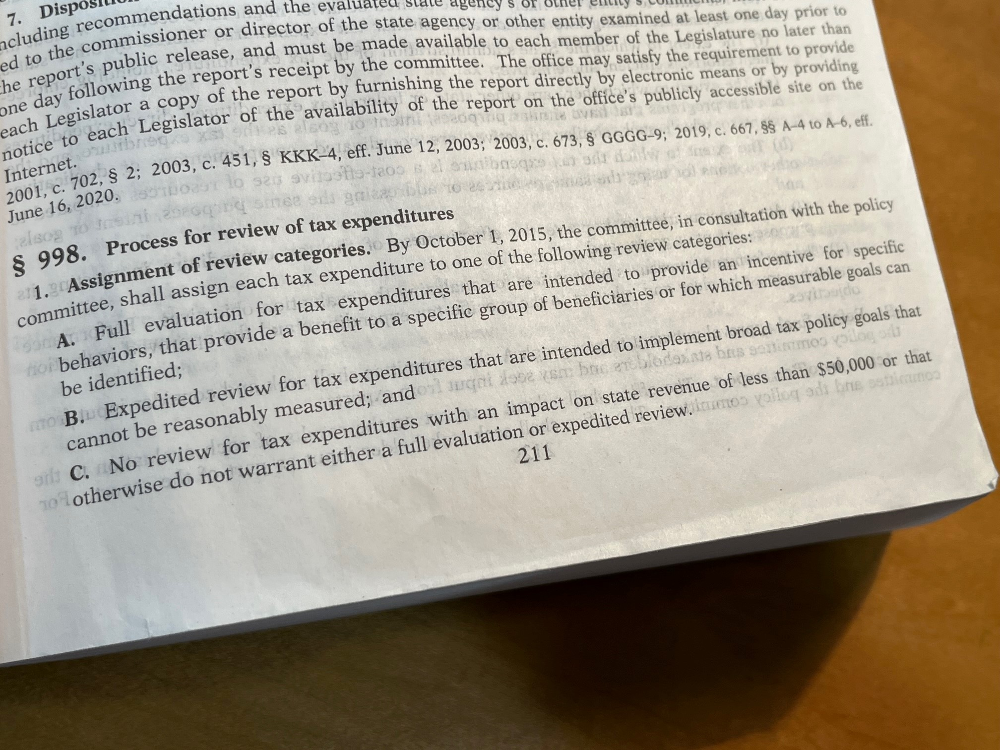 7. Disposition
ncluding recommendations and the evaluated state agency's or other entity's
ed to the commissioner or director of the state agency or other entity examined at least one day prior to
he report's public release, and must be made available to each member of the Legislature no later than
one day following the report's receipt by the committee. The office may satisfy the requirement to provide
each Legislator a copy of the report by furnishing the report directly by electronic means or by providing
notice to each Legislator of the availability of the report on the office's publicly accessible site on the
Internet.
2001, c. 702, § 2; 2003, c. 451, § KKK–4, eff. June 12, 2003; 2003, c. 673, § GGGG–9; 2019, c. 667, §§ A–4 to A–6, eff.
June 16, 2020.
§ 998. Process for review of tax expenditures
1. Assignment of review categories. By October 1, 2015, the committee, in consultation with the policy
committee, shall assign each tax expenditure to one of the following review categories:
A. Full evaluation for tax expenditures that are intended to provide an incentive for specific
behaviors, that provide a benefit to a specific group of beneficiaries or for which measurable goals can
be identified;
B. Expedited review for tax expenditures that are intended to implement broad tax policy goals that
cannot be reasonably measured; and
C. No review for tax expenditures with an impact on state revenue of less than $50,000 or that
otherwise do not warrant either a full evaluation or expedited review.
211